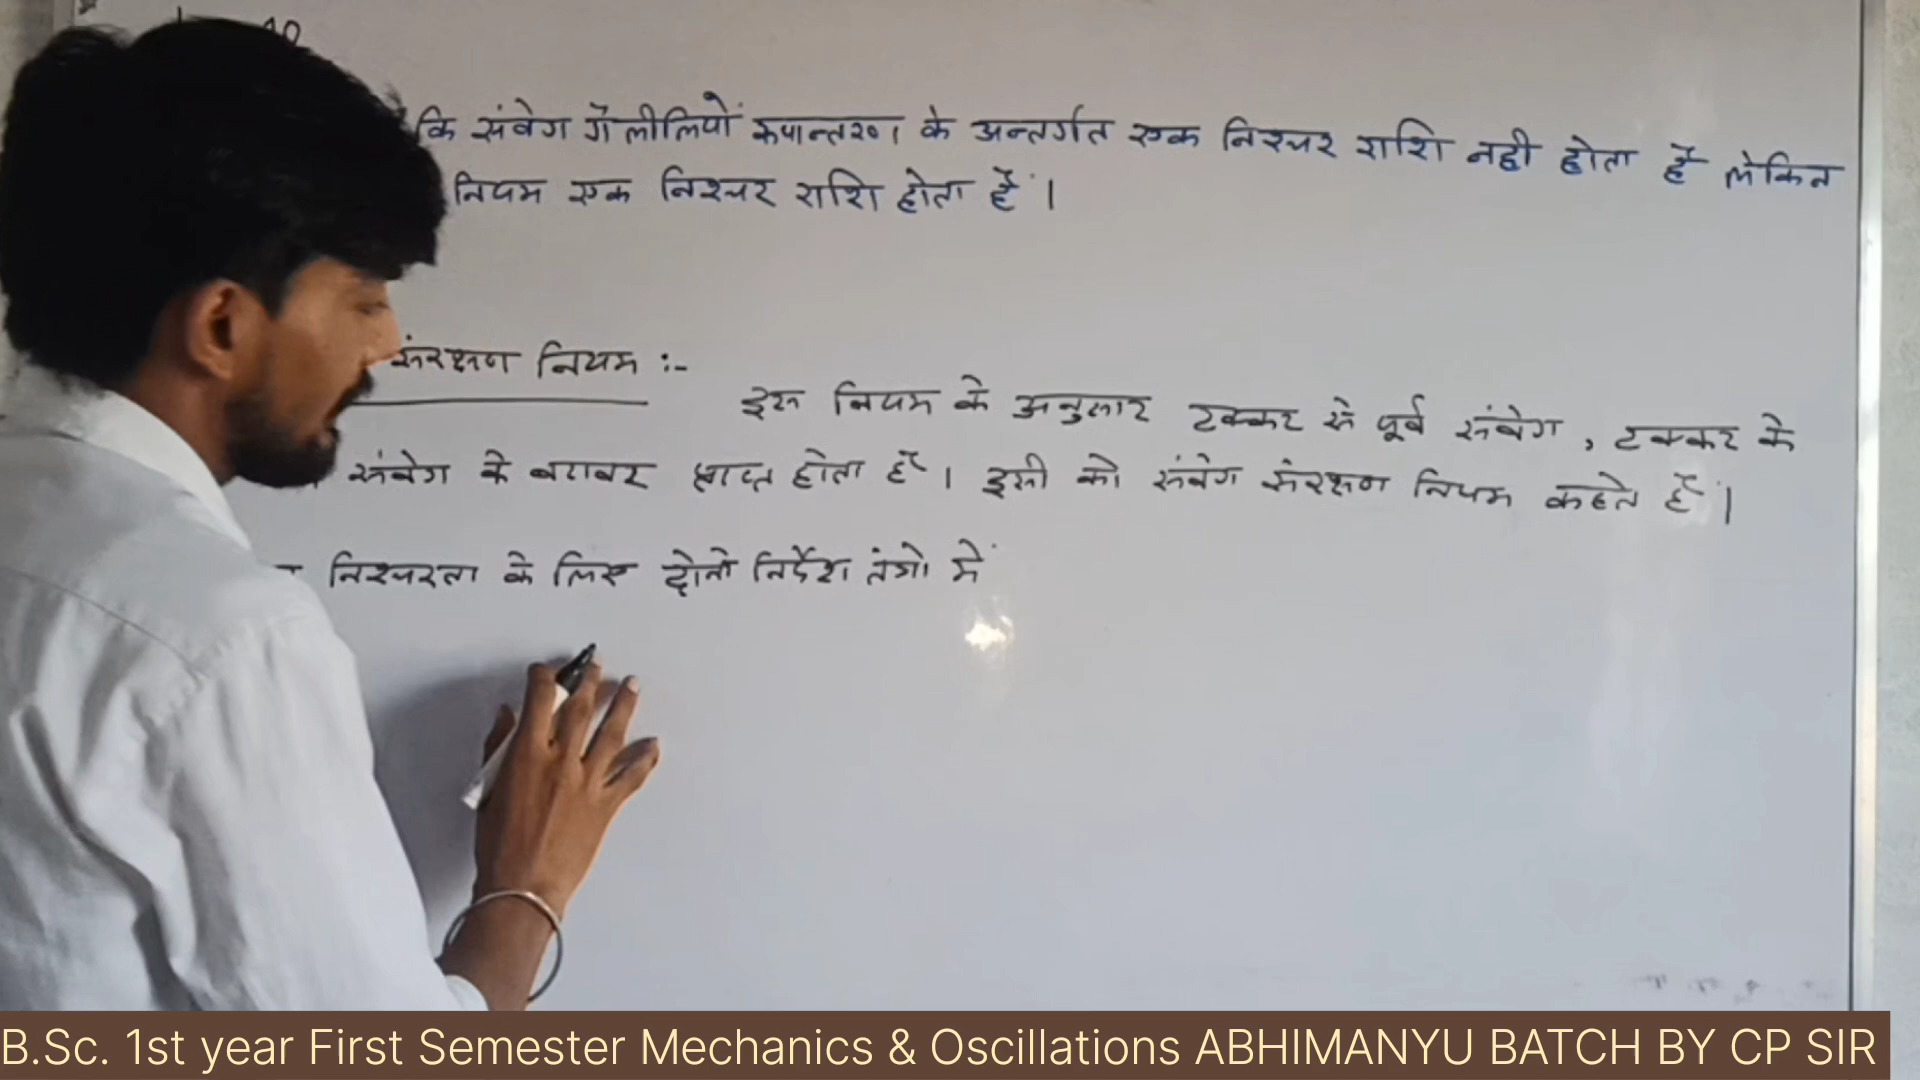 कि संवेग गैलीलियों रूपान्तरण के अन्तर्गत एक निश्चर राशि नही होता है लेकिन
नियम एक निश्चर राशि होता है ।
संरक्षण नियम :-
इस नियम के अनुसार टक्कर से पूर्व संवेग , टक्कर के
संवेग के बराबर प्राप्त होता है । इसी को संवेग संरक्षण नियम कहते हैं ।
निश्चरता के लिए दोनो निर्देश तंत्रो में
B.Sc. 1st year First Semester Mechanics & Oscillations ABHIMANYU BATCH BY CP SIR